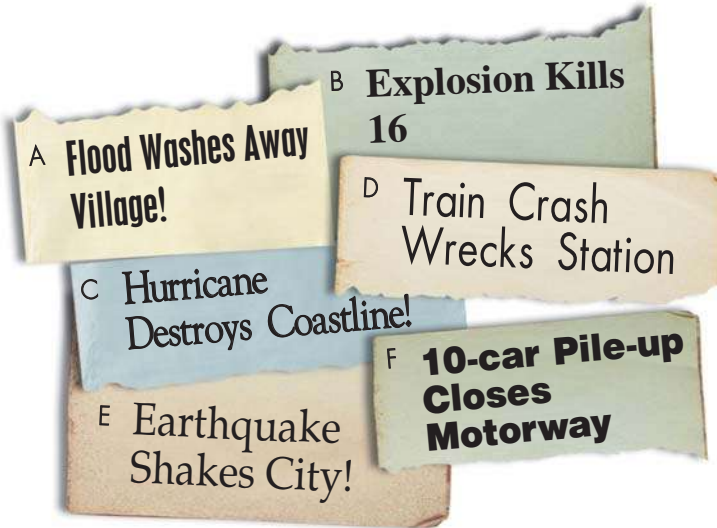 A Flood Washes Away
Village!
B Explosion Kills
16
C Hurricane
Destroys Coastline!
D Train Crash
Wrecks Station
E Earthquake
Shakes City!
F 10-car Pile-up
Closes
Motorway